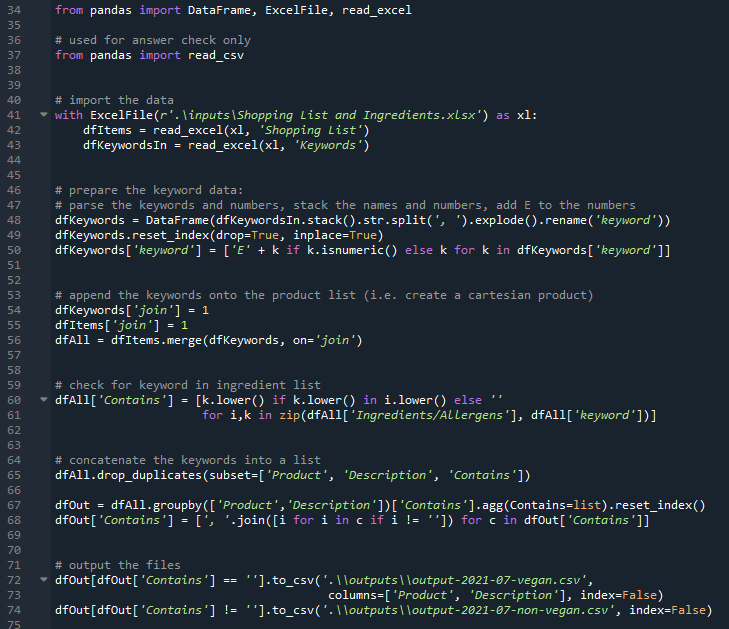 34 from pandas import DataFrame, ExcelFile, read_excel
35
36 # used for answer check only
37 from pandas import read_csv
38
39
40 # import the data
41 with ExcelFile(r'.\inputs\Shopping List and Ingredients.xlsx') as xl:
42     dfItems = read_excel(xl, 'Shopping List')
43     dfKeywordsIn = read_excel(xl, 'Keywords')
44
45
46 # prepare the keyword data:
47 # parse the keywords and numbers, stack the names and numbers, add E to the numbers
48 dfKeywords = DataFrame(dfKeywordsIn.stack().str.split(', ').explode().rename('keyword'))
49 dfKeywords.reset_index(drop=True, inplace=True)
50 dfKeywords['keyword'] = ['E' + k if k.isnumeric() else k for k in dfKeywords['keyword']]
51
52
53 # append the keywords onto the product list (i.e. create a cartesian product)
54 dfKeywords['join'] = 1
55 dfItems['join'] = 1
56 dfAll = dfItems.merge(dfKeywords, on='join')
57
58
59 # check for keyword in ingredient list
60 dfAll['Contains'] = [k.lower() if k.lower() in i.lower() else ''
61                     for i,k in zip(dfAll['Ingredients/Allergens'], dfAll['keyword'])]
62
63
64 # concatenate the keywords into a list
65 dfAll.drop_duplicates(subset=['Product', 'Description', 'Contains'])
66
67 dfOut = dfAll.groupby(['Product','Description'])['Contains'].agg(Contains=list).reset_index()
68 dfOut['Contains'] = [', '.join([i for i in c if i != '']) for c in dfOut['Contains']]
69
70
71 # output the files
72 dfOut[dfOut['Contains'] == ''].to_csv('.\\outputs\\output-2021-07-vegan.csv',
73                                       columns=['Product', 'Description'], index=False)
74 dfOut[dfOut['Contains'] != ''].to_csv('.\\outputs\\output-2021-07-non-vegan.csv', index=False)
75